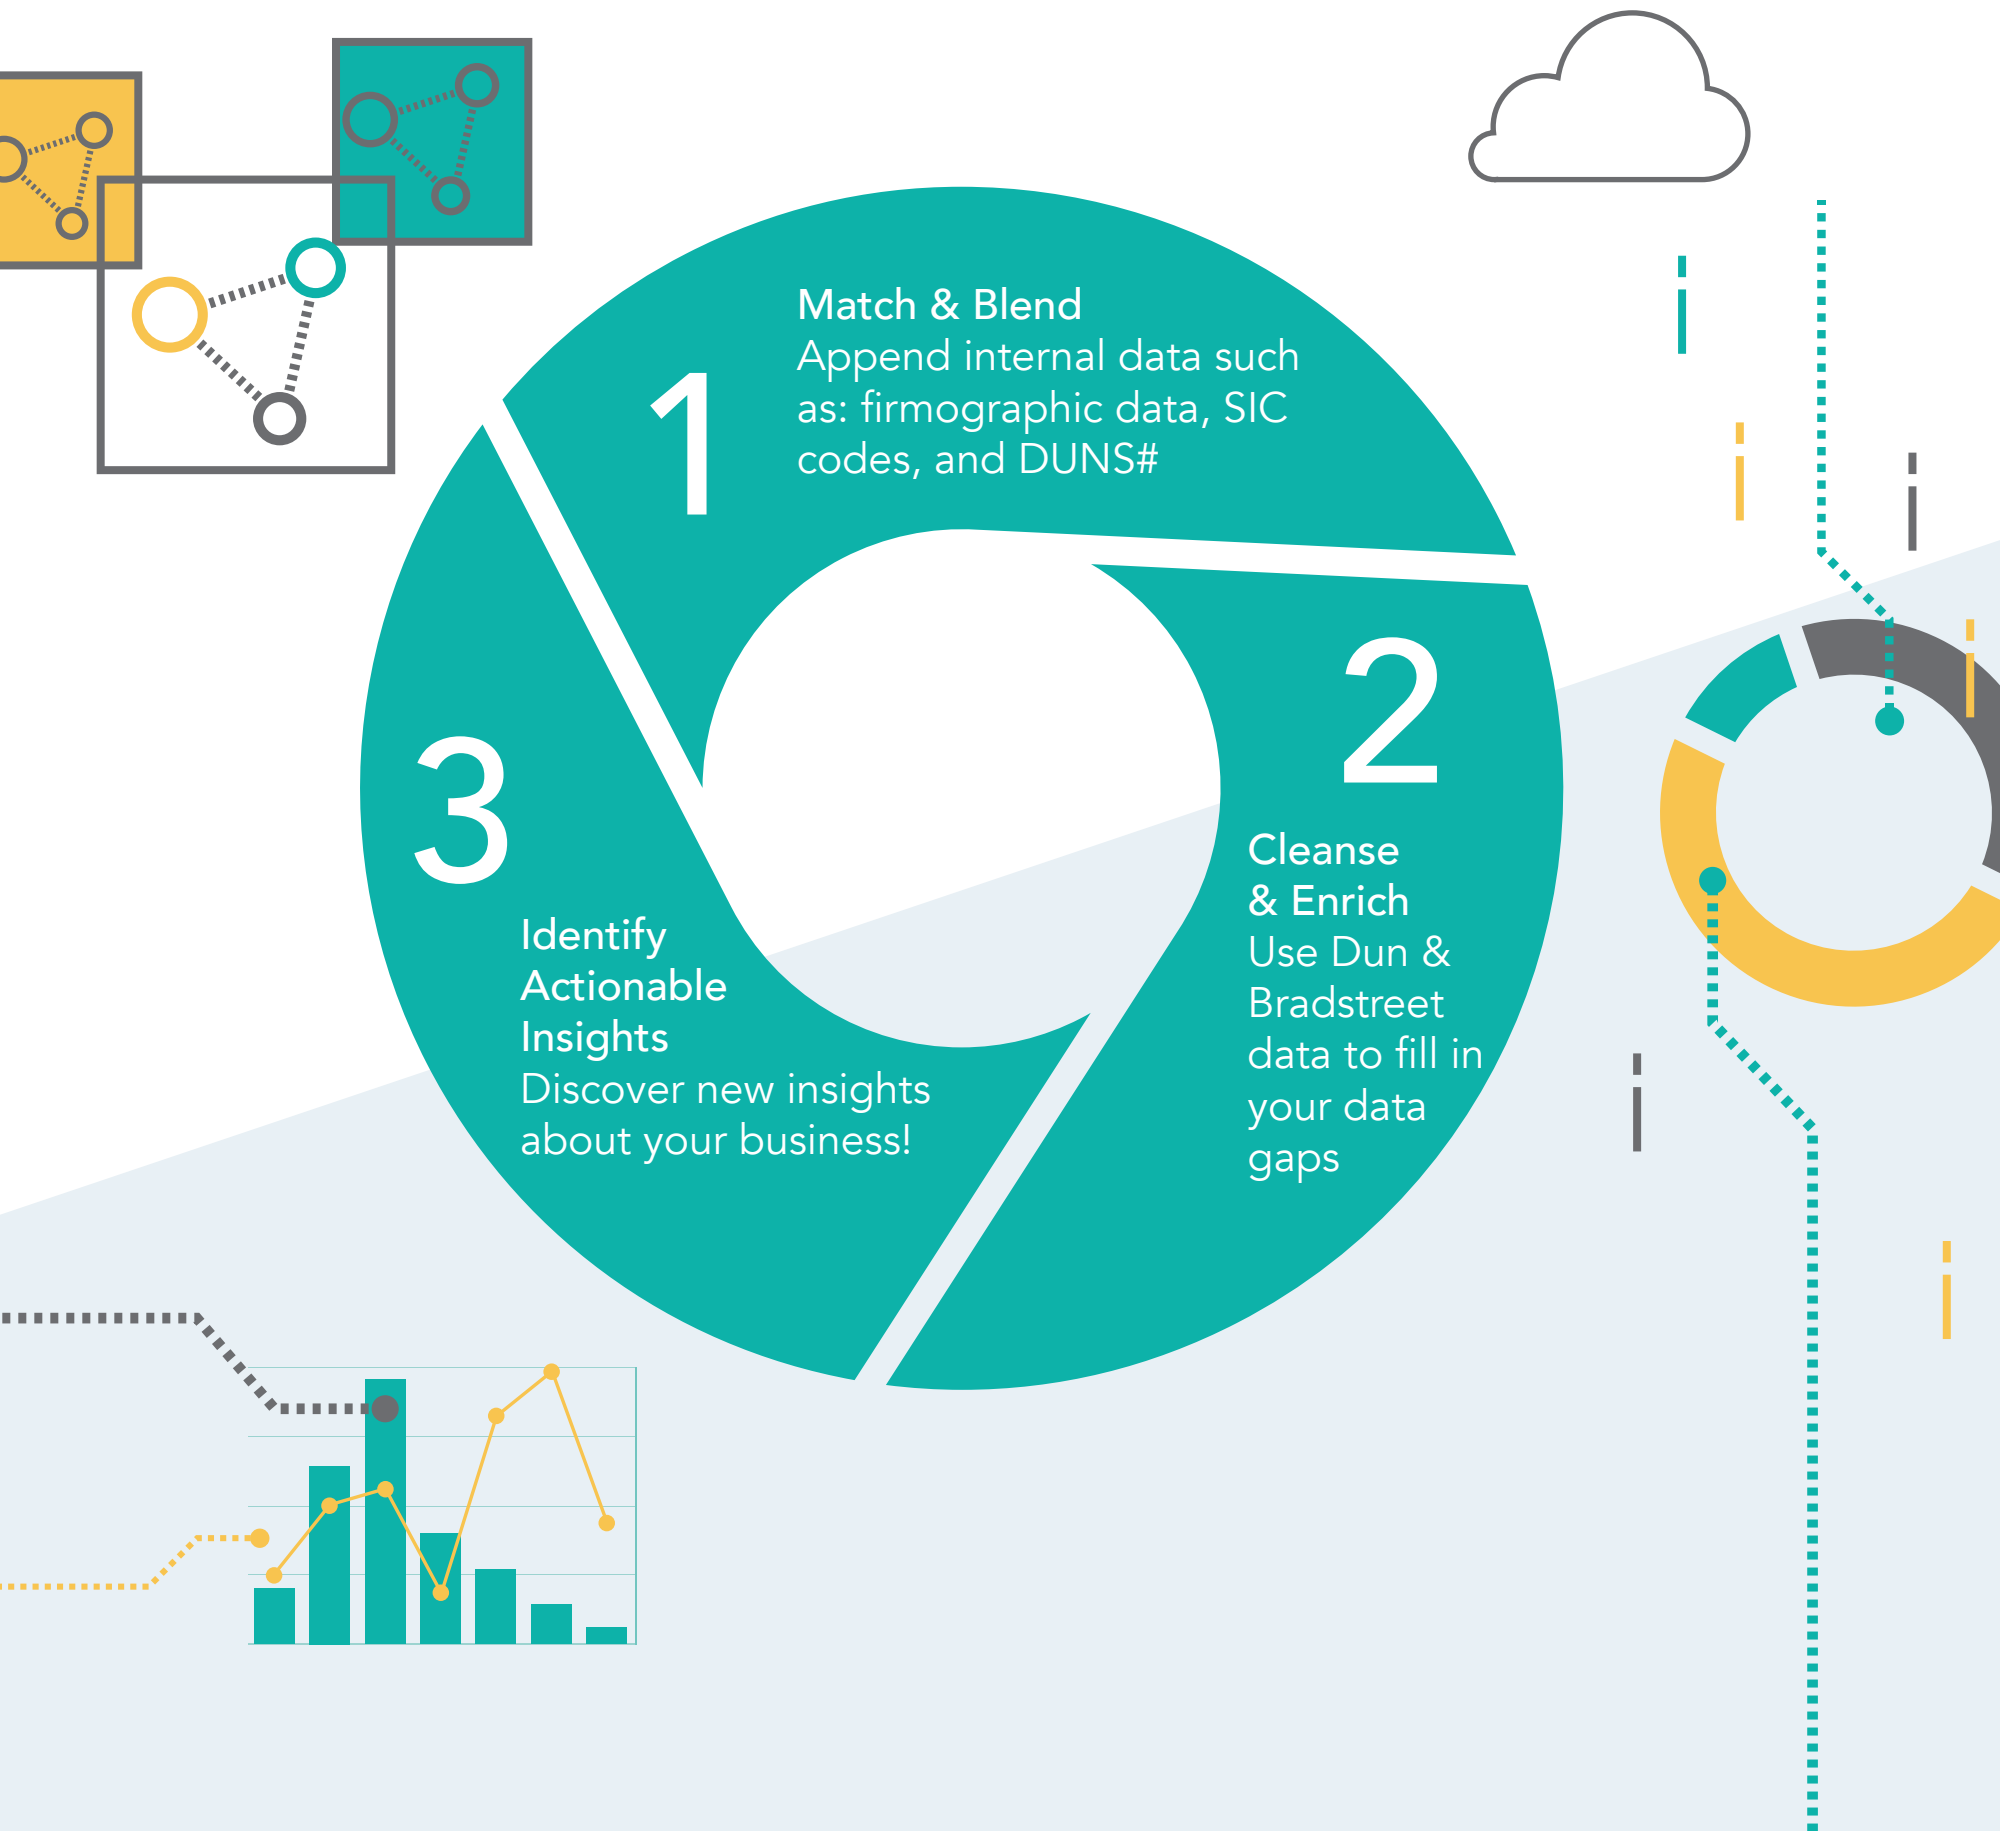 1
Match & Blend
Append internal data such
as: firmographic data, SIC
codes, and DUNS#
2
Cleanse
& Enrich
Use Dun &
Bradstreet
data to fill in
your data
gaps
3
Identify
Actionable
Insights
Discover new insights
about your business!